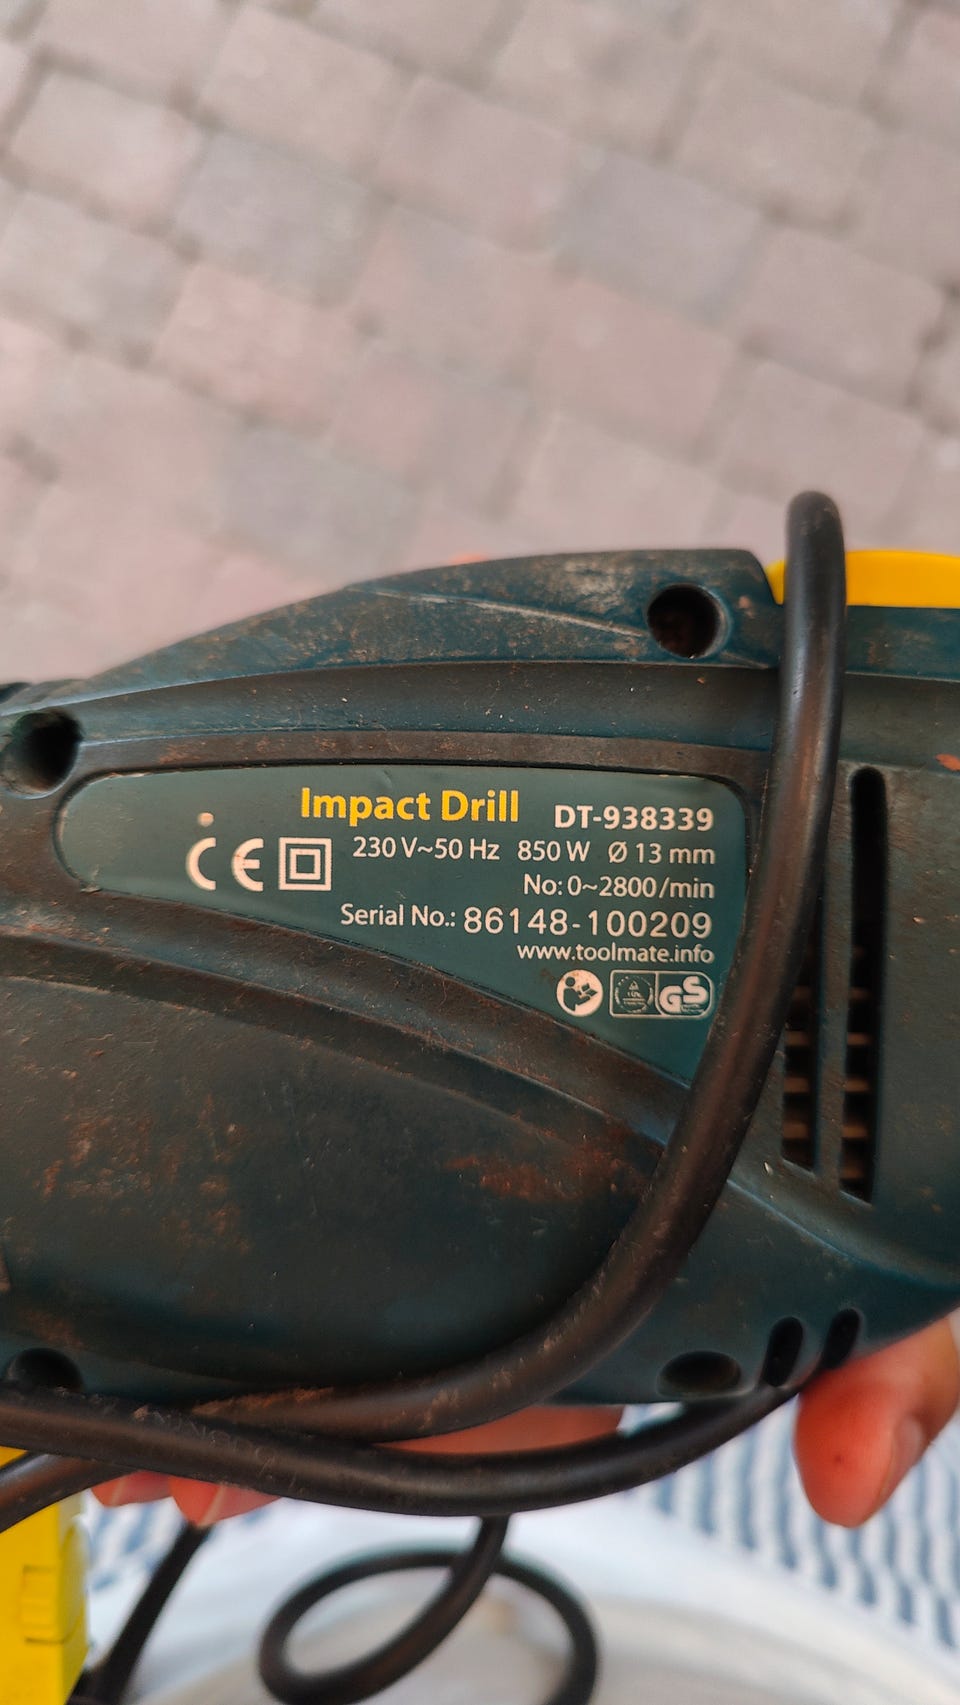 Impact Drill DT-938339
CE 230 V~50 Hz 850 W Ø 13 mm
No: 0~2800/min
Serial No.: 86148-100209
www.toolmate.info
GS